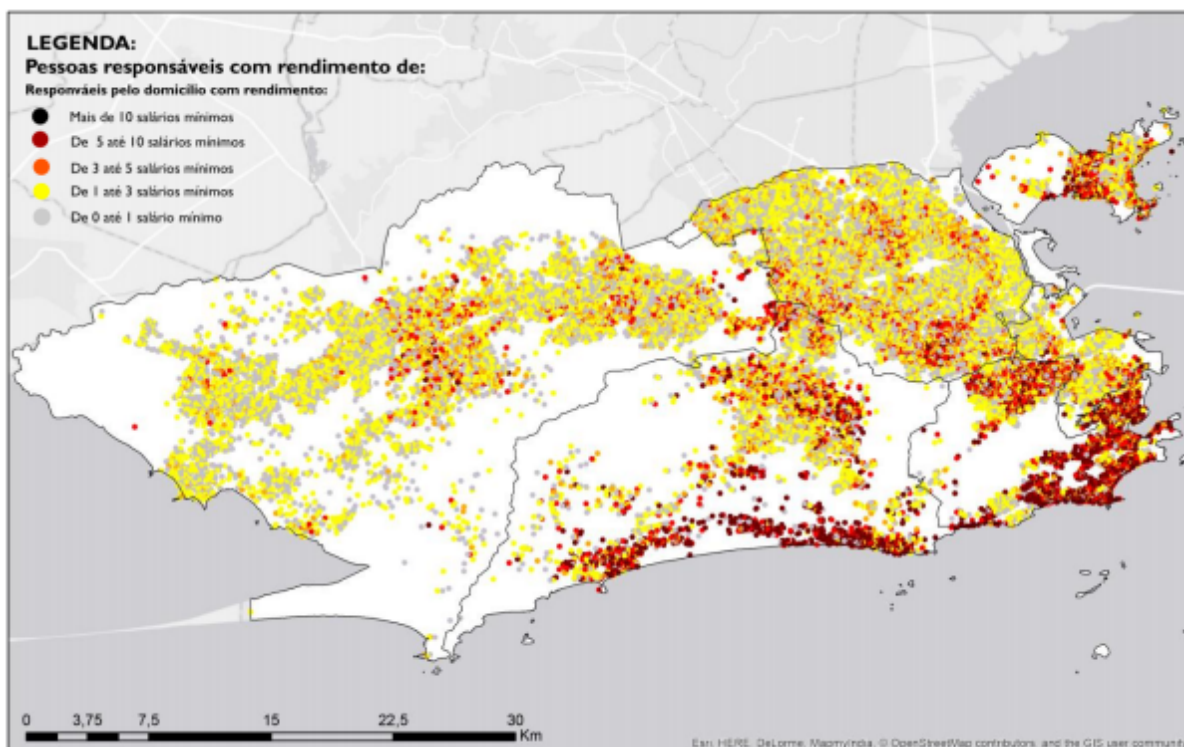 LEGENDA:
Pessoas responsáveis com rendimento de:
Responváeis pelo domicílio com rendimento:
Mais de 10 salários mínimos
De 5 até 10 salários mínimos
De 3 até 5 salários mínimos
De 1 até 3 salários mínimos
De 0 até 1 salário mínimo
0 3,75 7,5 15 22,5 30
Km
Esri, HERE, DeLorme, MapmyIndia, © OpenStreetMap contributors, and the GIS user community